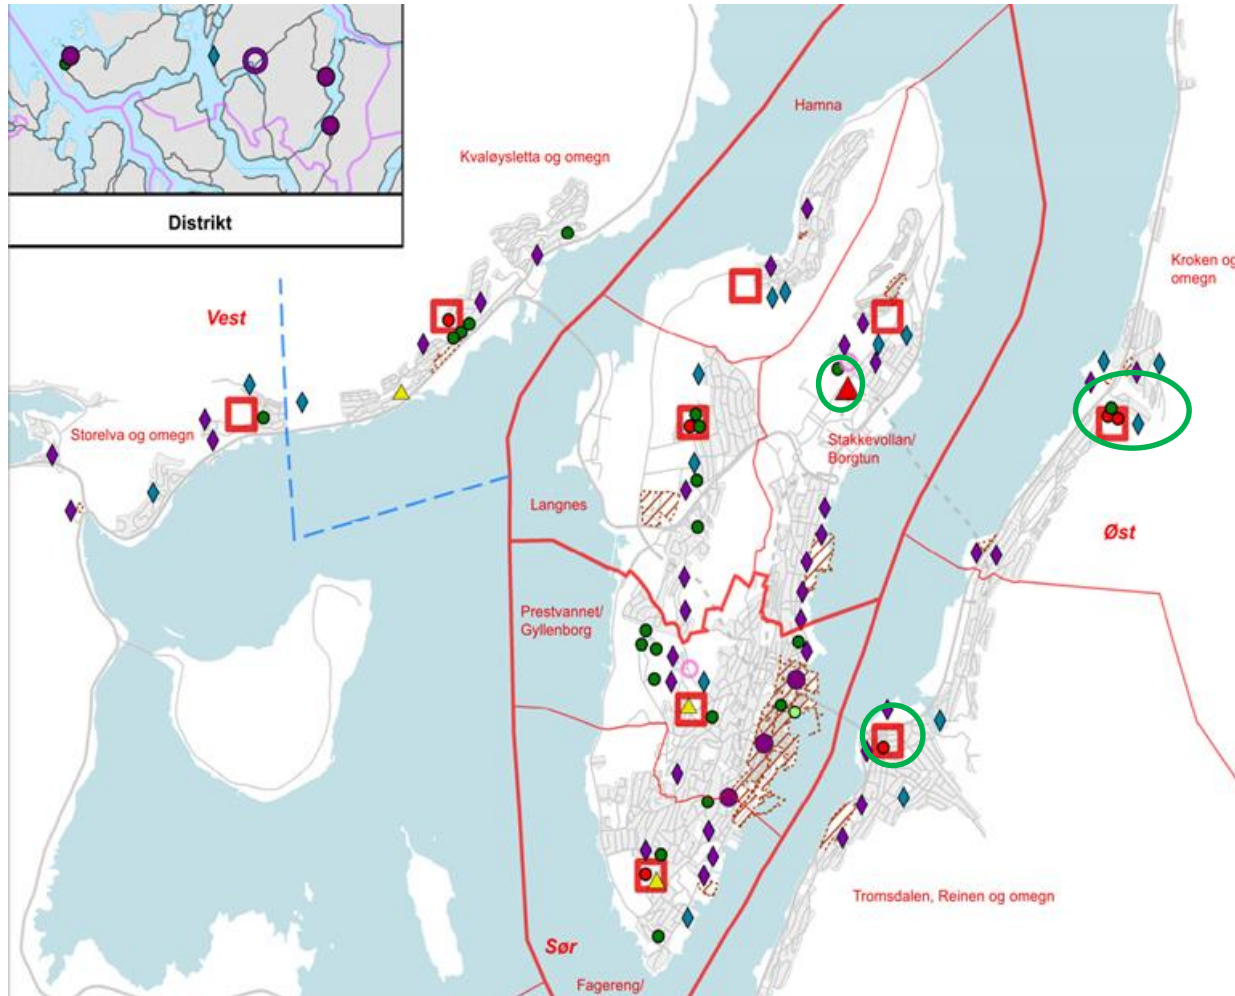 Distrikt
Hamna
Kvaløysletta og omegn
Kroken og
omegn
Vest
Storelva og omegn
Stakkevollan/
Borgtun
Langnes
Øst
Prestvannet/
Gyllenborg
Tromsdalen, Reinen og omegn
Sør
Fagereng/